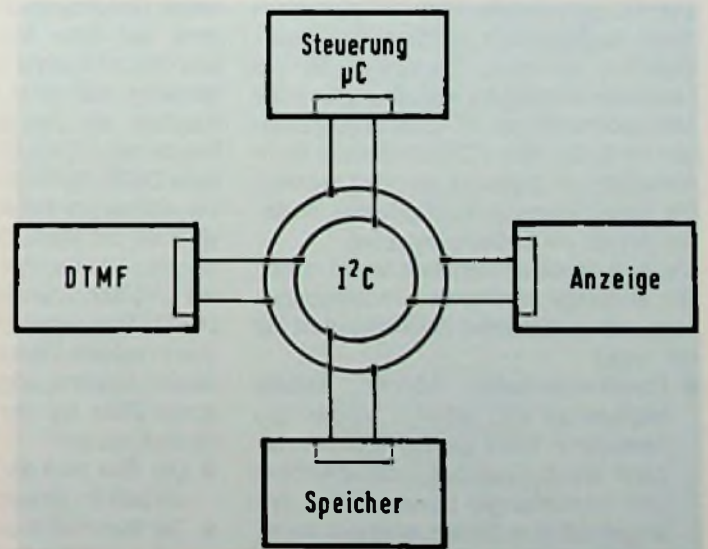 Steuerung
µC
DTMF
I²C
Anzeige
Speicher